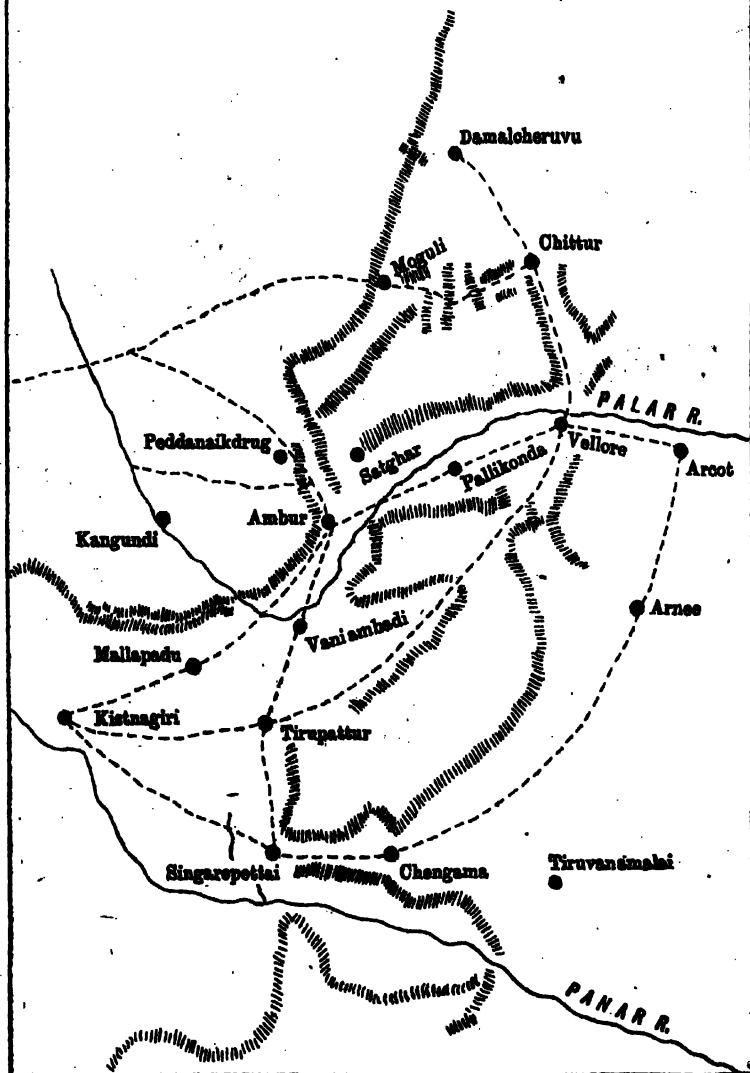 Damalcheruvu
Chittur
Moguli
PALAR R.
Peddanaikdrug
Satghar
Vellore
Pallikonda
Arcot
Ambur
Kangundi
Arnee
Vaniambadi
Mallapadu
Kistnagiri
Tirupattur
Singarepettai
Chengama
Tiruvanamalai
PANAR R.